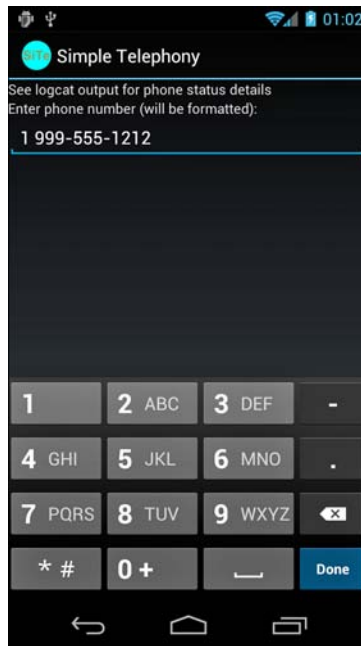 01:02
SiTe Simple Telephony
See logcat output for phone status details
Enter phone number (will be formatted):
1 999-555-1212
1 2 ABC 3 DEF -
4 GHI 5 JKL 6 MNO .
7 PQRS 8 TUV 9 WXYZ
* # 0 + Done